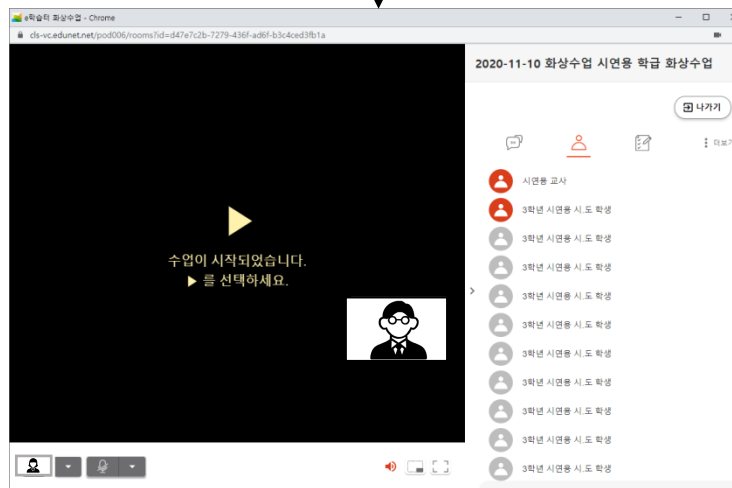 e학습터 화상수업 - Chrome
cls-vc.edunet.net/pod006/rooms?id=d47e7c2b-7279-436f-ad6f-b3c4ced3fb1a
2020-11-10 화상수업 시연용 학급 화상수업
나가기
더보기
시연용 교사
3학년 시연용 시.도 학생
3학년 시연용 시.도 학생
3학년 시연용 시.도 학생
3학년 시연용 시.도 학생
3학년 시연용 시.도 학생
3학년 시연용 시.도 학생
3학년 시연용 시.도 학생
3학년 시연용 시.도 학생
3학년 시연용 시.도 학생
3학년 시연용 시.도 학생
수업이 시작되었습니다.
▶ 를 선택하세요.